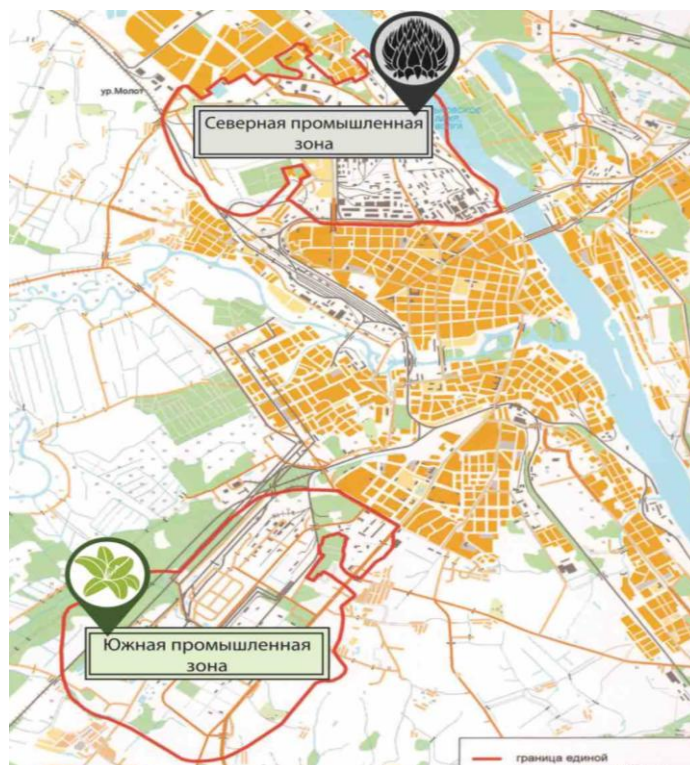 ур.Молот
Северная промышленная
зона
Южная промышленная
зона
граница единой